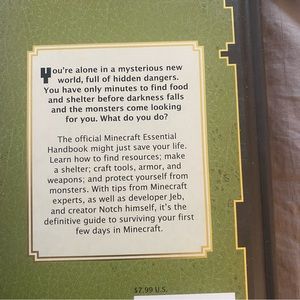 You're alone in a mysterious new
world, full of hidden dangers.
You have only minutes to find food
and shelter before darkness falls
and the monsters come looking
for you. What do you do?
The official Minecraft Essential
Handbook might just save your life.
Learn how to find resources; make
a shelter; craft tools, armor, and
weapons; and protect yourself from
monsters. With tips from Minecraft
experts, as well as developer Jeb,
and creator Notch himself, it's the
definitive guide to surviving your first
few days in Minecraft.
$7.99 U.S.